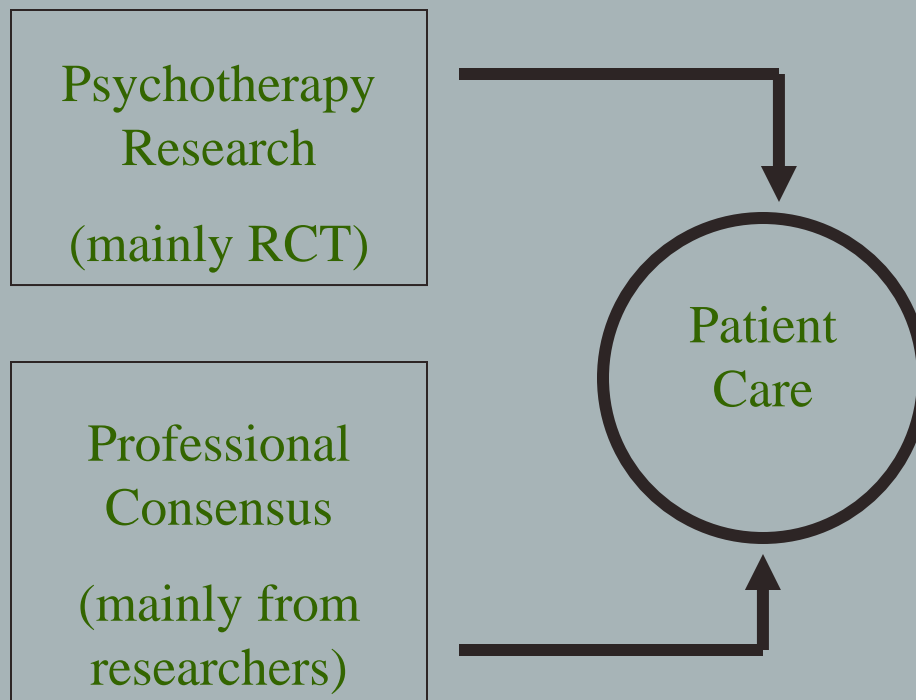 Psychotherapy
Research
(mainly RCT)
Patient
Care
Professional
Consensus
(mainly from
researchers)